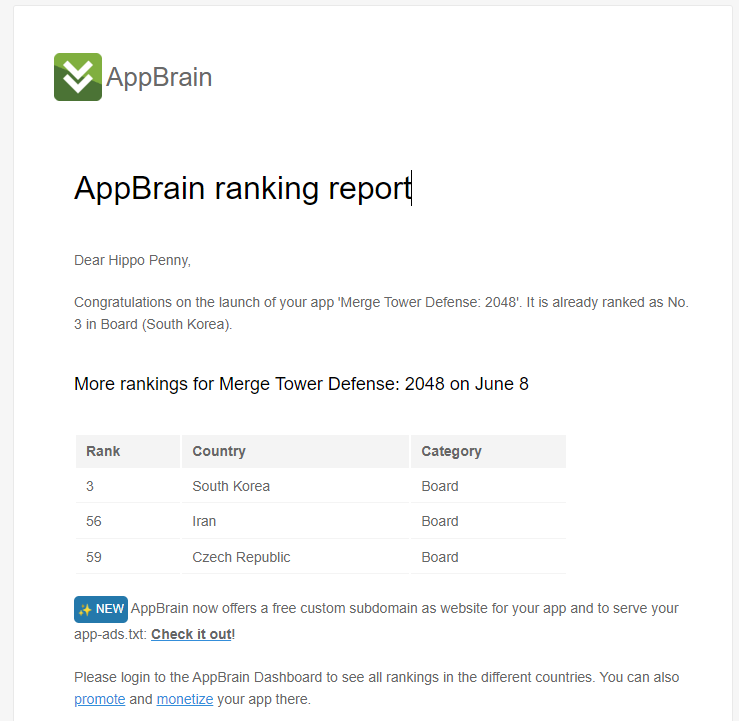 AppBrain
AppBrain ranking report
Dear Hippo Penny,
Congratulations on the launch of your app 'Merge Tower Defense: 2048'. It is already ranked as No.
3 in Board (South Korea).
More rankings for Merge Tower Defense: 2048 on June 8
Rank Country Category
3 South Korea Board
56 Iran Board
59 Czech Republic Board
✨ NEW AppBrain now offers a free custom subdomain as website for your app and to serve your
app-ads.txt: Check it out!
Please login to the AppBrain Dashboard to see all rankings in the different countries. You can also
promote and monetize your app there.